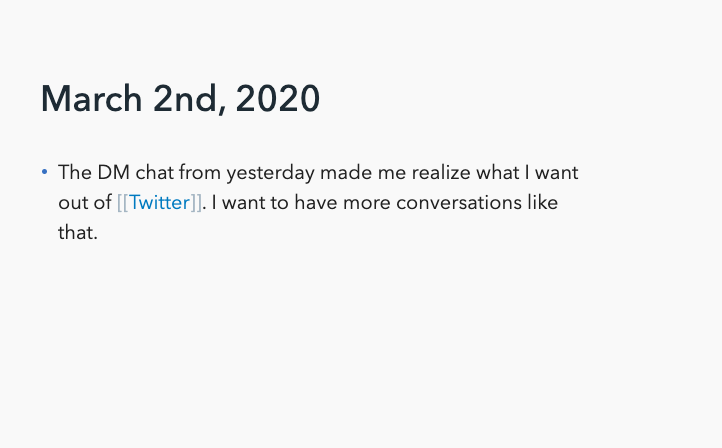 March 2nd, 2020
• The DM chat from yesterday made me realize what I want
out of [[Twitter]]. I want to have more conversations like
that.